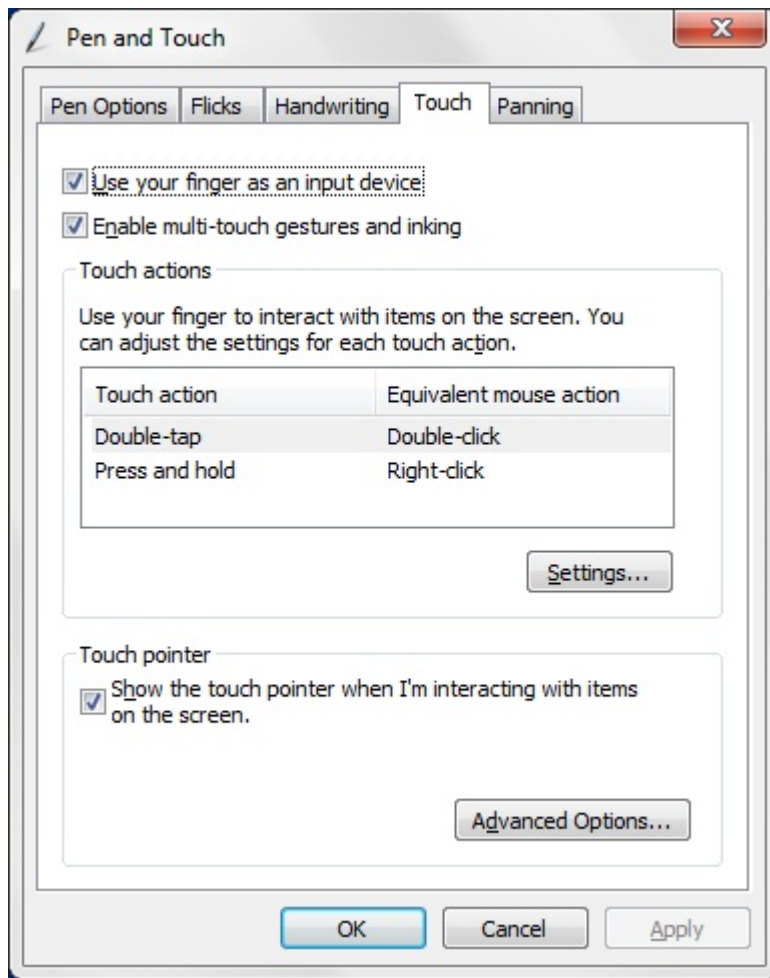 Pen and Touch
Pen Options Flicks Handwriting Touch Panning
Use your finger as an input device
Enable multi-touch gestures and inking
Touch actions
Use your finger to interact with items on the screen. You
can adjust the settings for each touch action.
Touch action Equivalent mouse action
Double-tap Double-click
Press and hold Right-click
Settings...
Touch pointer
Show the touch pointer when I'm interacting with items
on the screen.
Advanced Options...
OK Cancel Apply